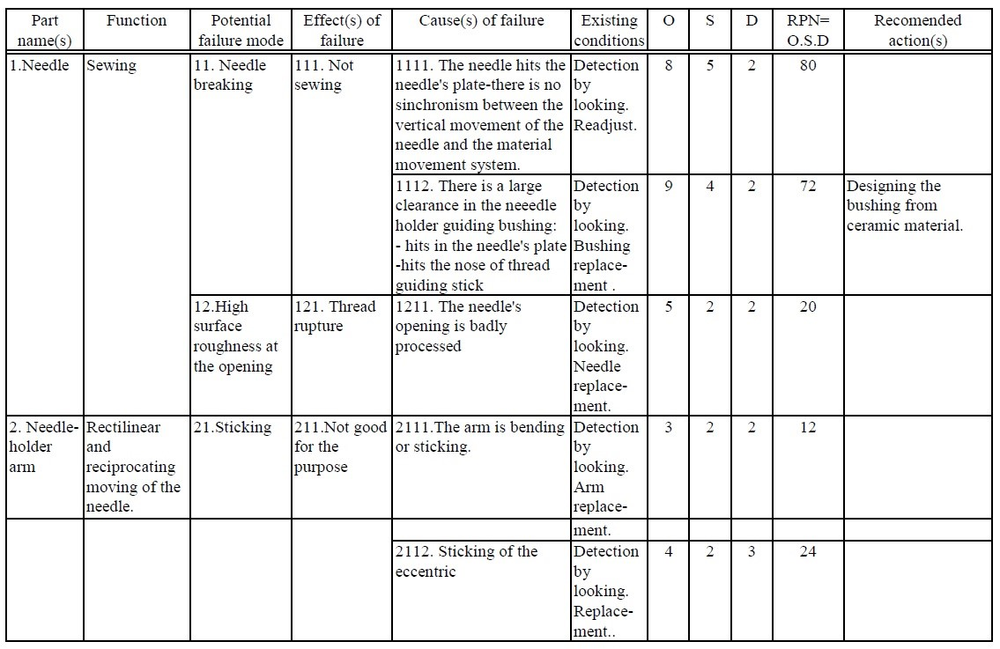 Part name(s) Function Potential failure mode Effect(s) of failure Cause(s) of failure Existing conditions O S D RPN= O.S.D Recomended action(s)
1.Needle
Sewing
11. Needle
breaking
111. Not
sewing
1111. The needle hits the
needle's plate-there is no
sinchronism between the
vertical movement of the
needle and the material
movement system.
Detection
by
looking.
Readjust.
8 5 2 80
1112. There is a large
clearance in the neeedle
holder guiding bushing:
- hits in the needle's plate
-hits the nose of thread
guiding stick
Detection
by
looking.
Bushing
replace-
ment .
9 4 2 72
Designing the
bushing from
ceramic material.
12.High
surface
roughness at
the opening
121. Thread
rupture
1211. The needle's
opening is badly
processed
Detection
by
looking.
Needle
replace-
ment.
5 2 2 20
2. Needle-
holder
arm
Rectilinear
and
reciprocating
moving of the
needle.
21.Sticking
211.Not good
for the
purpose
2111.The arm is bending
or sticking.
Detection
by
looking.
Arm
replace-
ment.
3 2 2 12
2112. Sticking of the
eccentric
Detection
by
looking.
Replace-
ment..
4 2 3 24